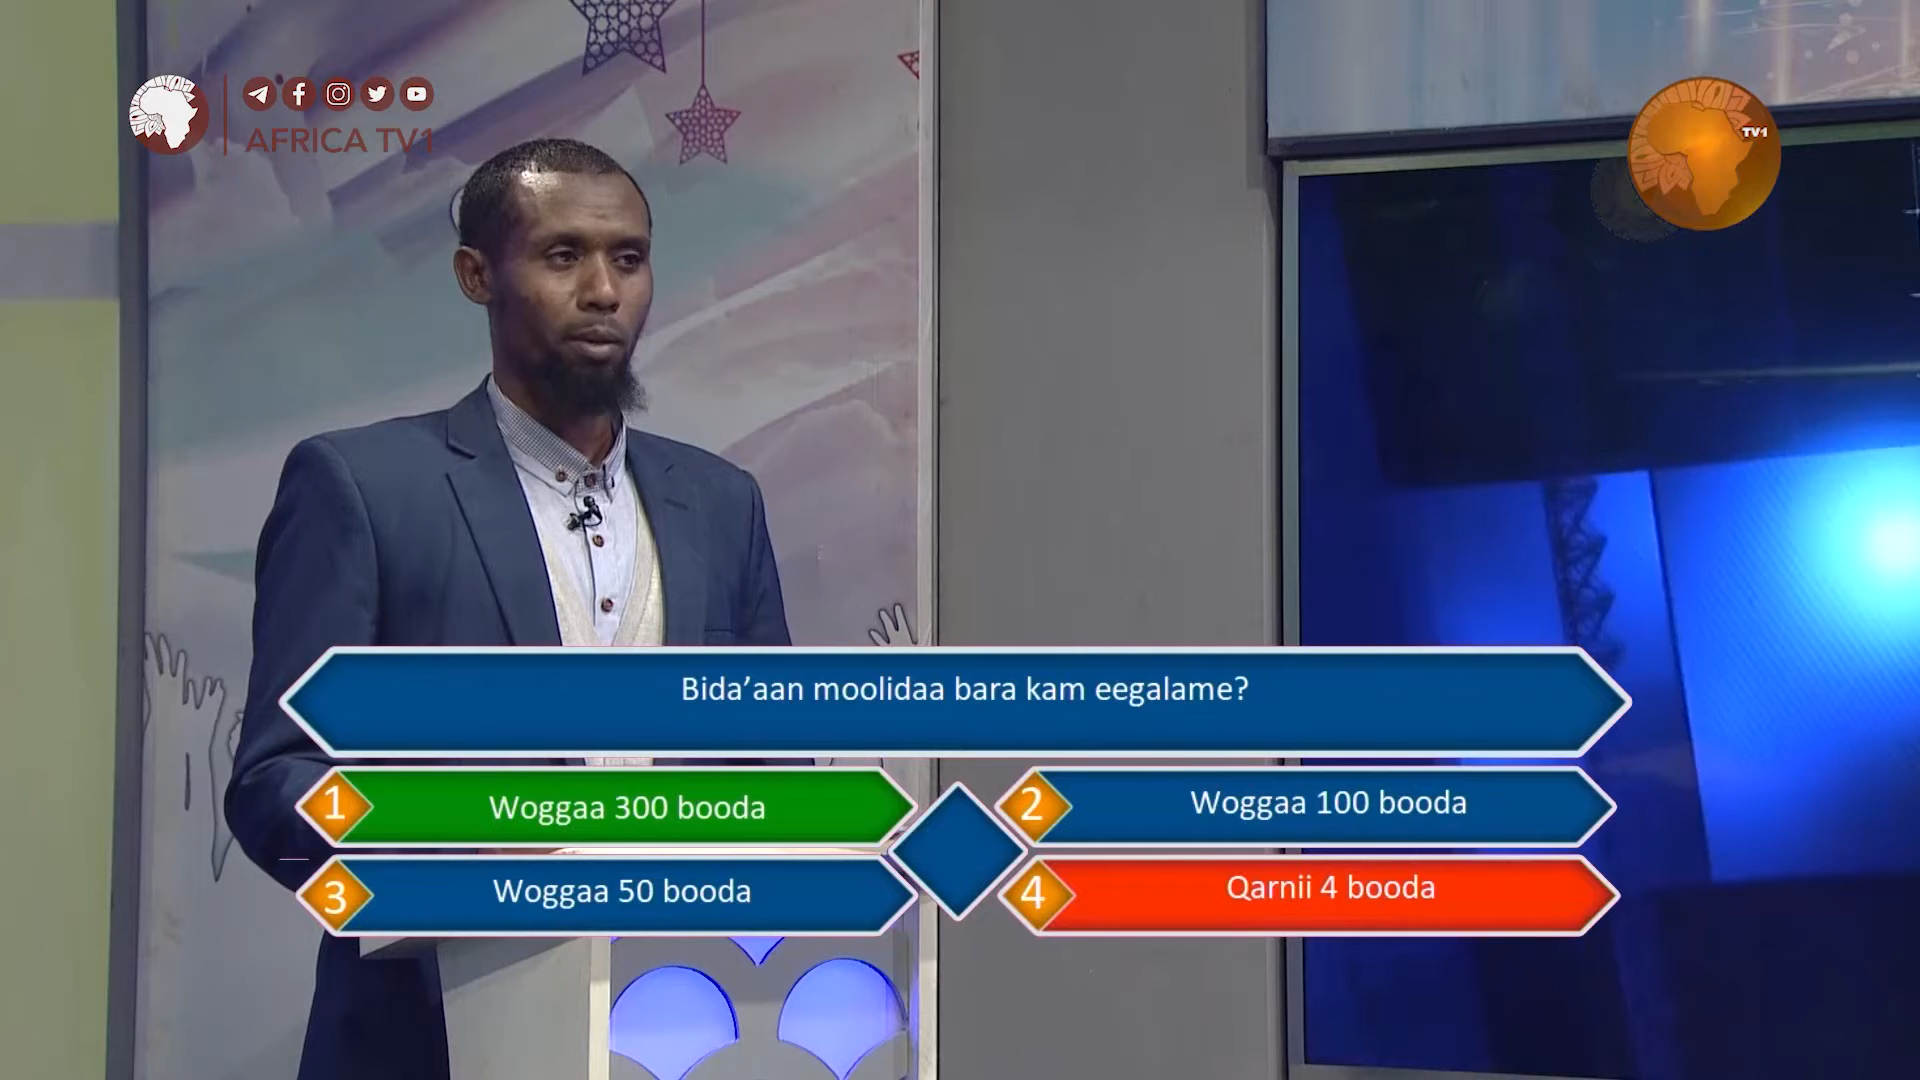 AFRICA TV1
TV1
Bida’aan moolidaa bara kam eegalame?
1 Woggaa 300 booda
2 Woggaa 100 booda
3 Woggaa 50 booda
4 Qarnii 4 booda